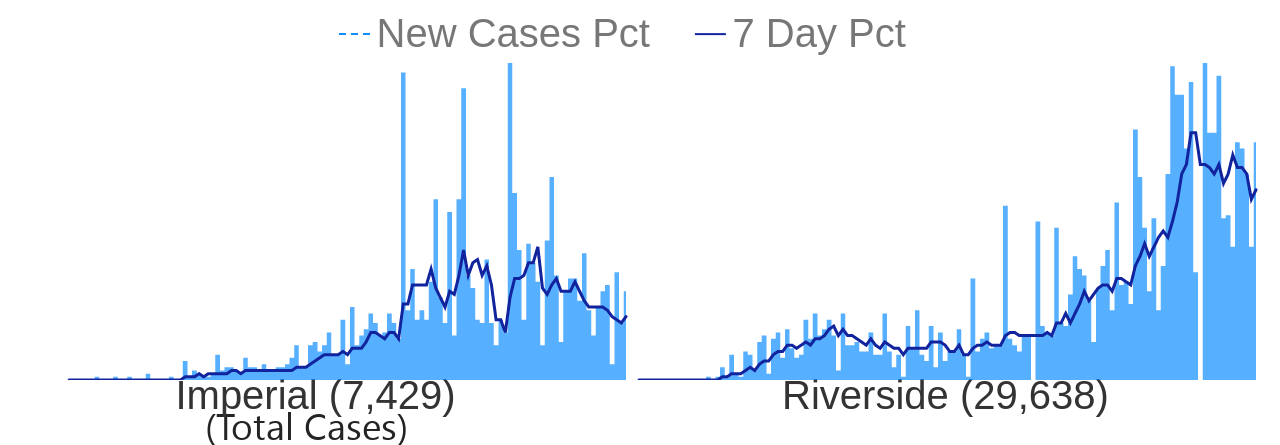 New Cases Pct 7 Day Pct
Imperial (7,429) Riverside (29,638)
(Total Cases)